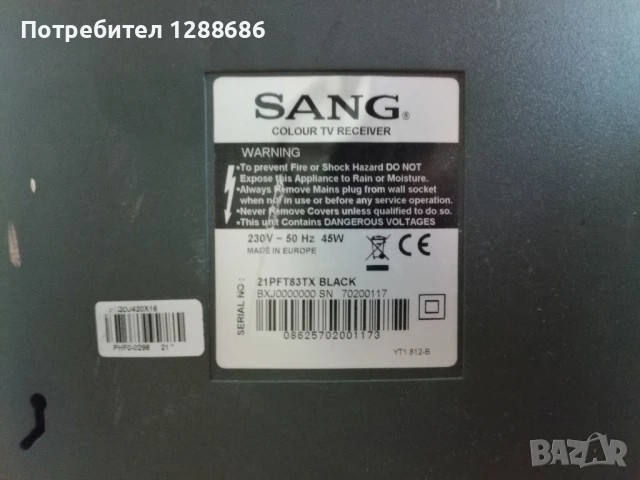 Потребител 1288686
SANG®
COLOUR TV RECEIVER
WARNING
•To prevent Fire or Shock Hazard DO NOT
Expose this Appliance to Rain or Moisture.
•Always Remove Mains plug from wall socket
when not in use or before any service operation.
•Never Remove Covers unless qualified to do so.
•This unit Contains DANGEROUS VOLTAGES
230V ~ 50 Hz 45W
MADE IN EUROPE
CE
SERIAL NO :
21PFT83TX BLACK
BXJ0000000 SN 70200117
08625702001173
YT1 812-B
PHF0-0298 21"
BAZAR